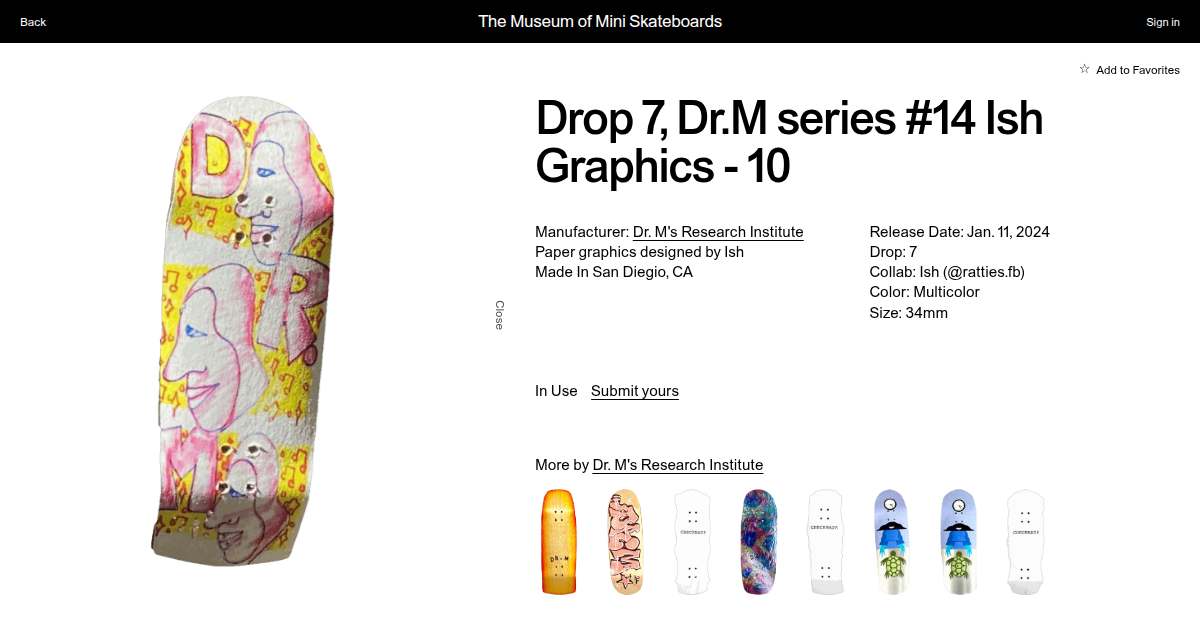 Back
The Museum of Mini Skateboards
Sign in
☆ Add to Favorites
Drop 7, Dr.M series #14 Ish
Graphics - 10
Manufacturer: Dr. M's Research Institute
Paper graphics designed by Ish
Made In San Diegio, CA
Release Date: Jan. 11, 2024
Drop: 7
Collab: Ish (@ratties.fb)
Color: Multicolor
Size: 34mm
Close
D
R.
M
In Use
Submit yours
More by Dr. M's Research Institute
DR.M